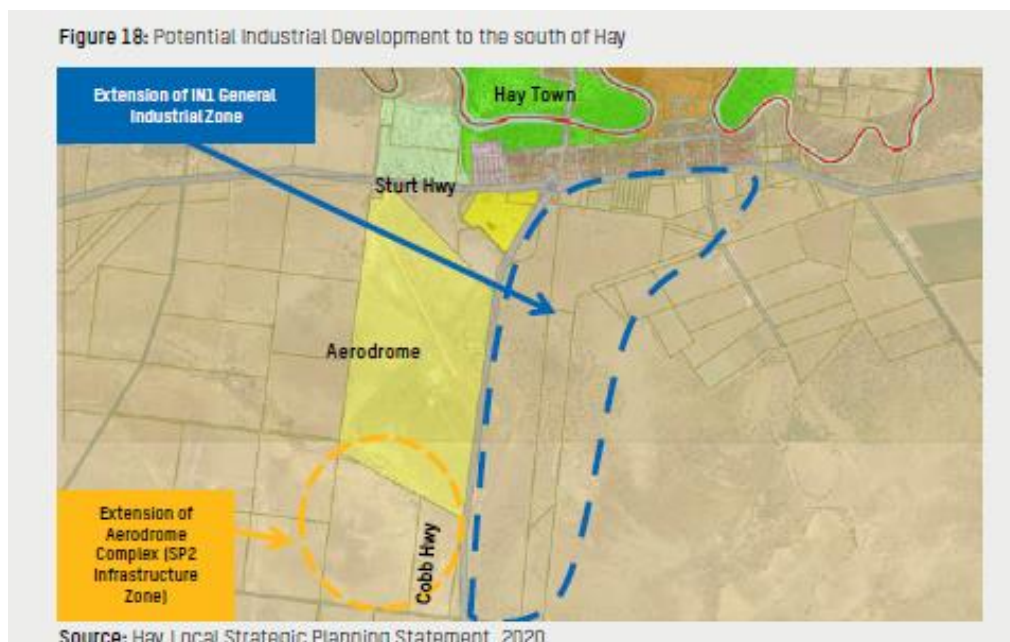 Figure 18: Potential Industrial Development to the south of Hay
Extension of IN1 General
Industrial Zone
Hay Town
Sturt Hwy
Aerodrome
Extension of
Aerodrome
Complex (SP2
Infrastructure
Zone)
Cobb Hwy
Source: Hay Local Strategic Planning Statement, 2020